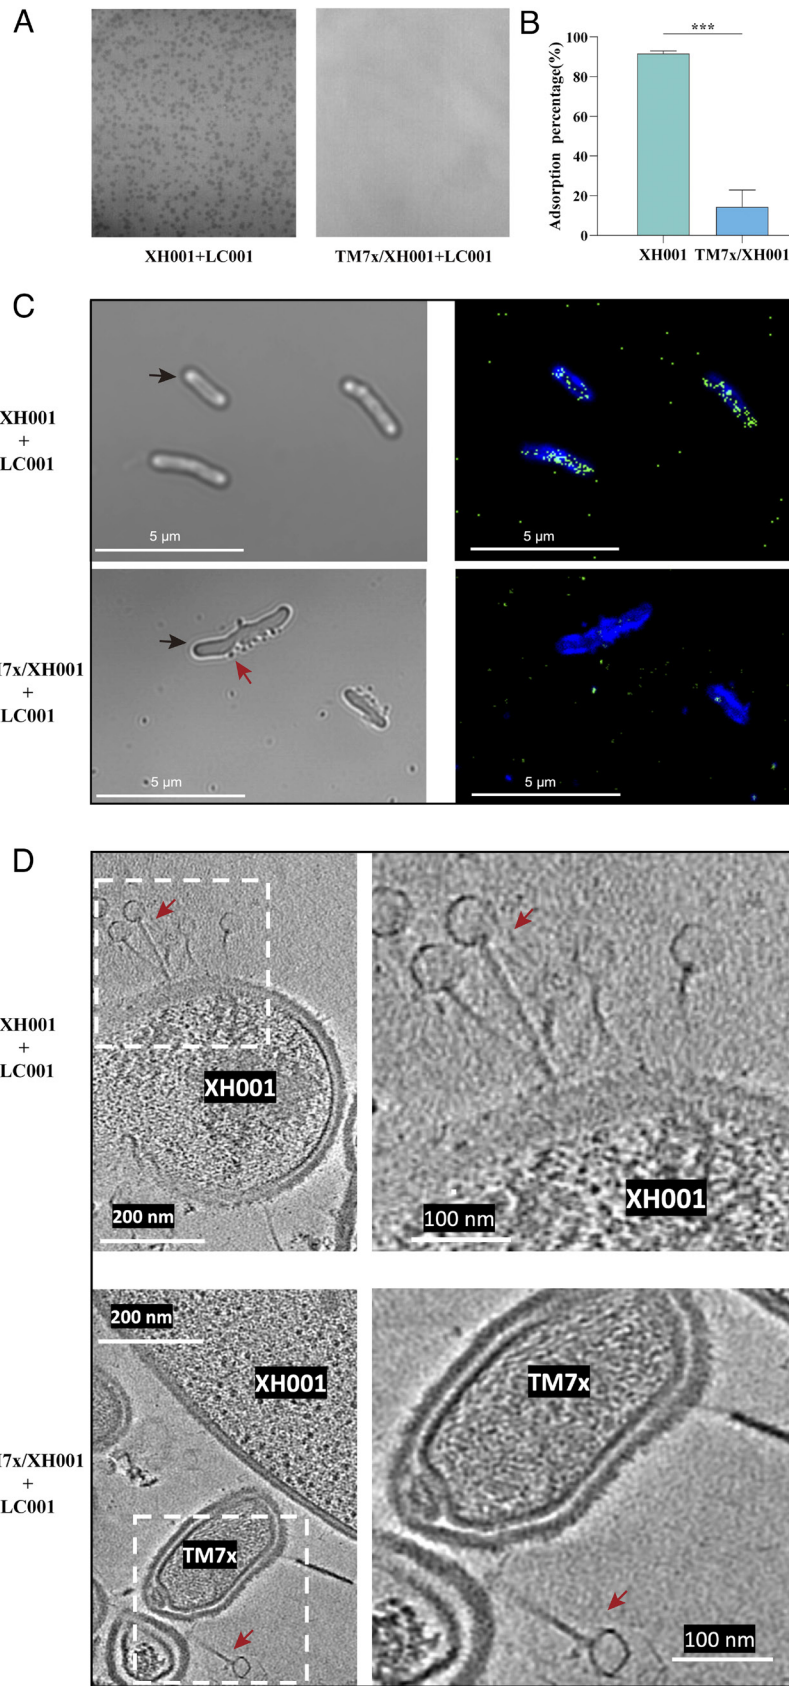 A
XH001+LC001
TM7x/XH001+LC001
B
***
Adsorption percentage(%)
100
80
60
40
20
0
XH001
TM7x/XH001
C
XH001
+
LC001
5 µm
5 µm
7x/XH001
+
LC001
5 µm
5 µm
D
XH001
+
LC001
XH001
200 nm
XH001
100 nm
7x/XH001
+
LC001
200 nm
XH001
TM7x
TM7x
100 nm